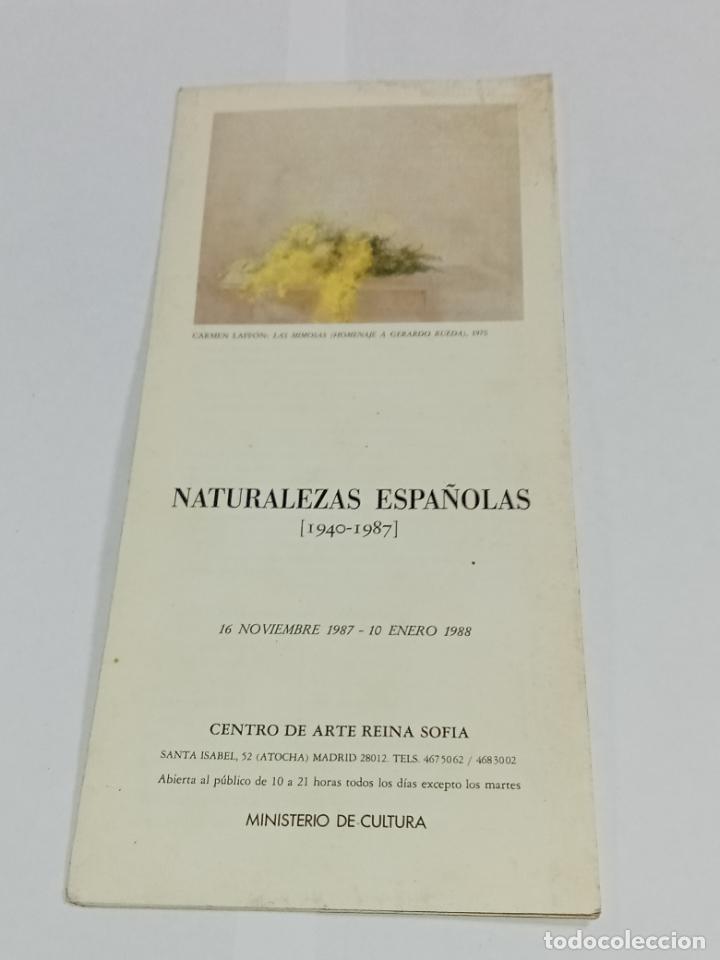 CARMEN LAFFÓN: LAS MIMOSAS (HOMENAJE A GERARDO RUEDA), 1975
NATURALEZAS ESPAÑOLAS
[1940-1987]
16 NOVIEMBRE 1987 - 10 ENERO 1988
CENTRO DE ARTE REINA SOFIA
SANTA ISABEL, 52 (ATOCHA) MADRID 28012. TELS. 4675062 / 4683002
Abierta al público de 10 a 21 horas todos los días excepto los martes
MINISTERIO DE CULTURA
todocoleccion